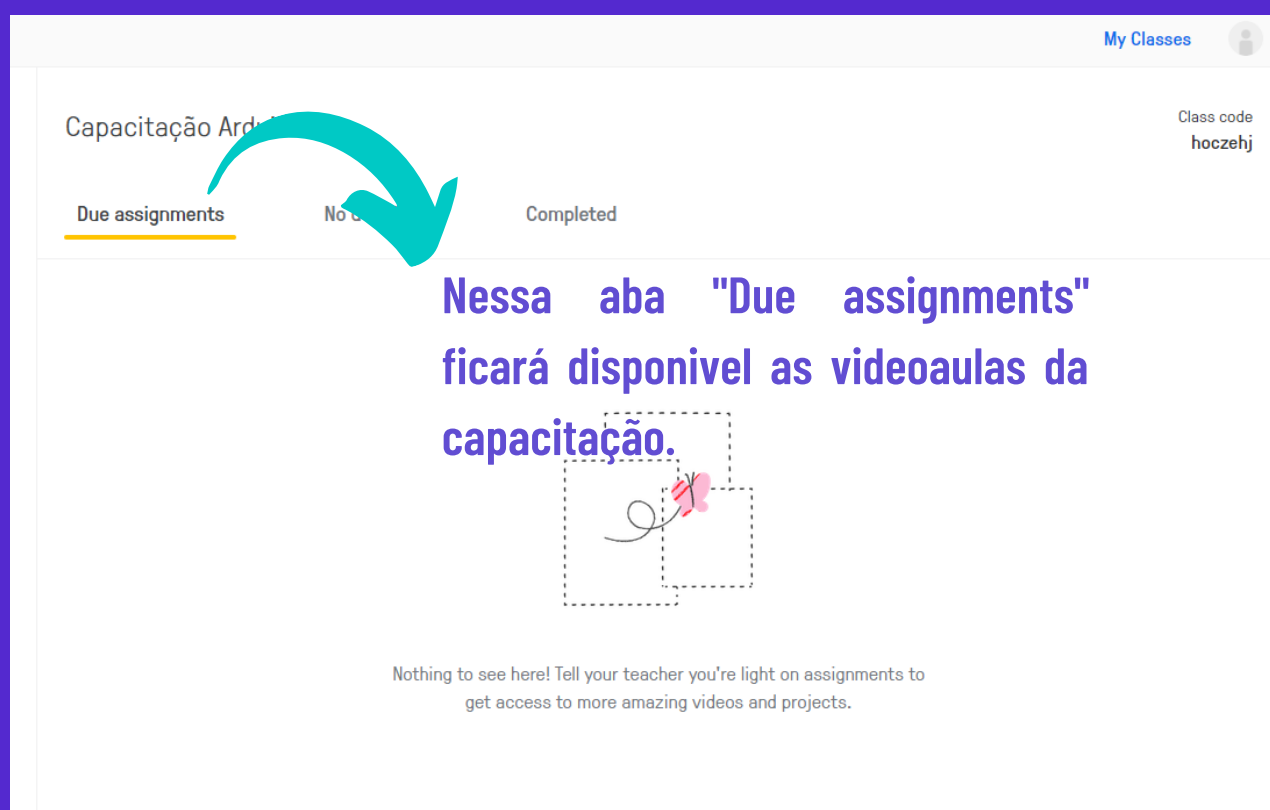 My Classes
Capacitação
Class code
hoczehj
Due assignments No Completed
Nessa aba "Due assignments"
ficará disponivel as videoaulas da
capacitação.
Nothing to see here! Tell your teacher you're light on assignments to
get access to more amazing videos and projects.